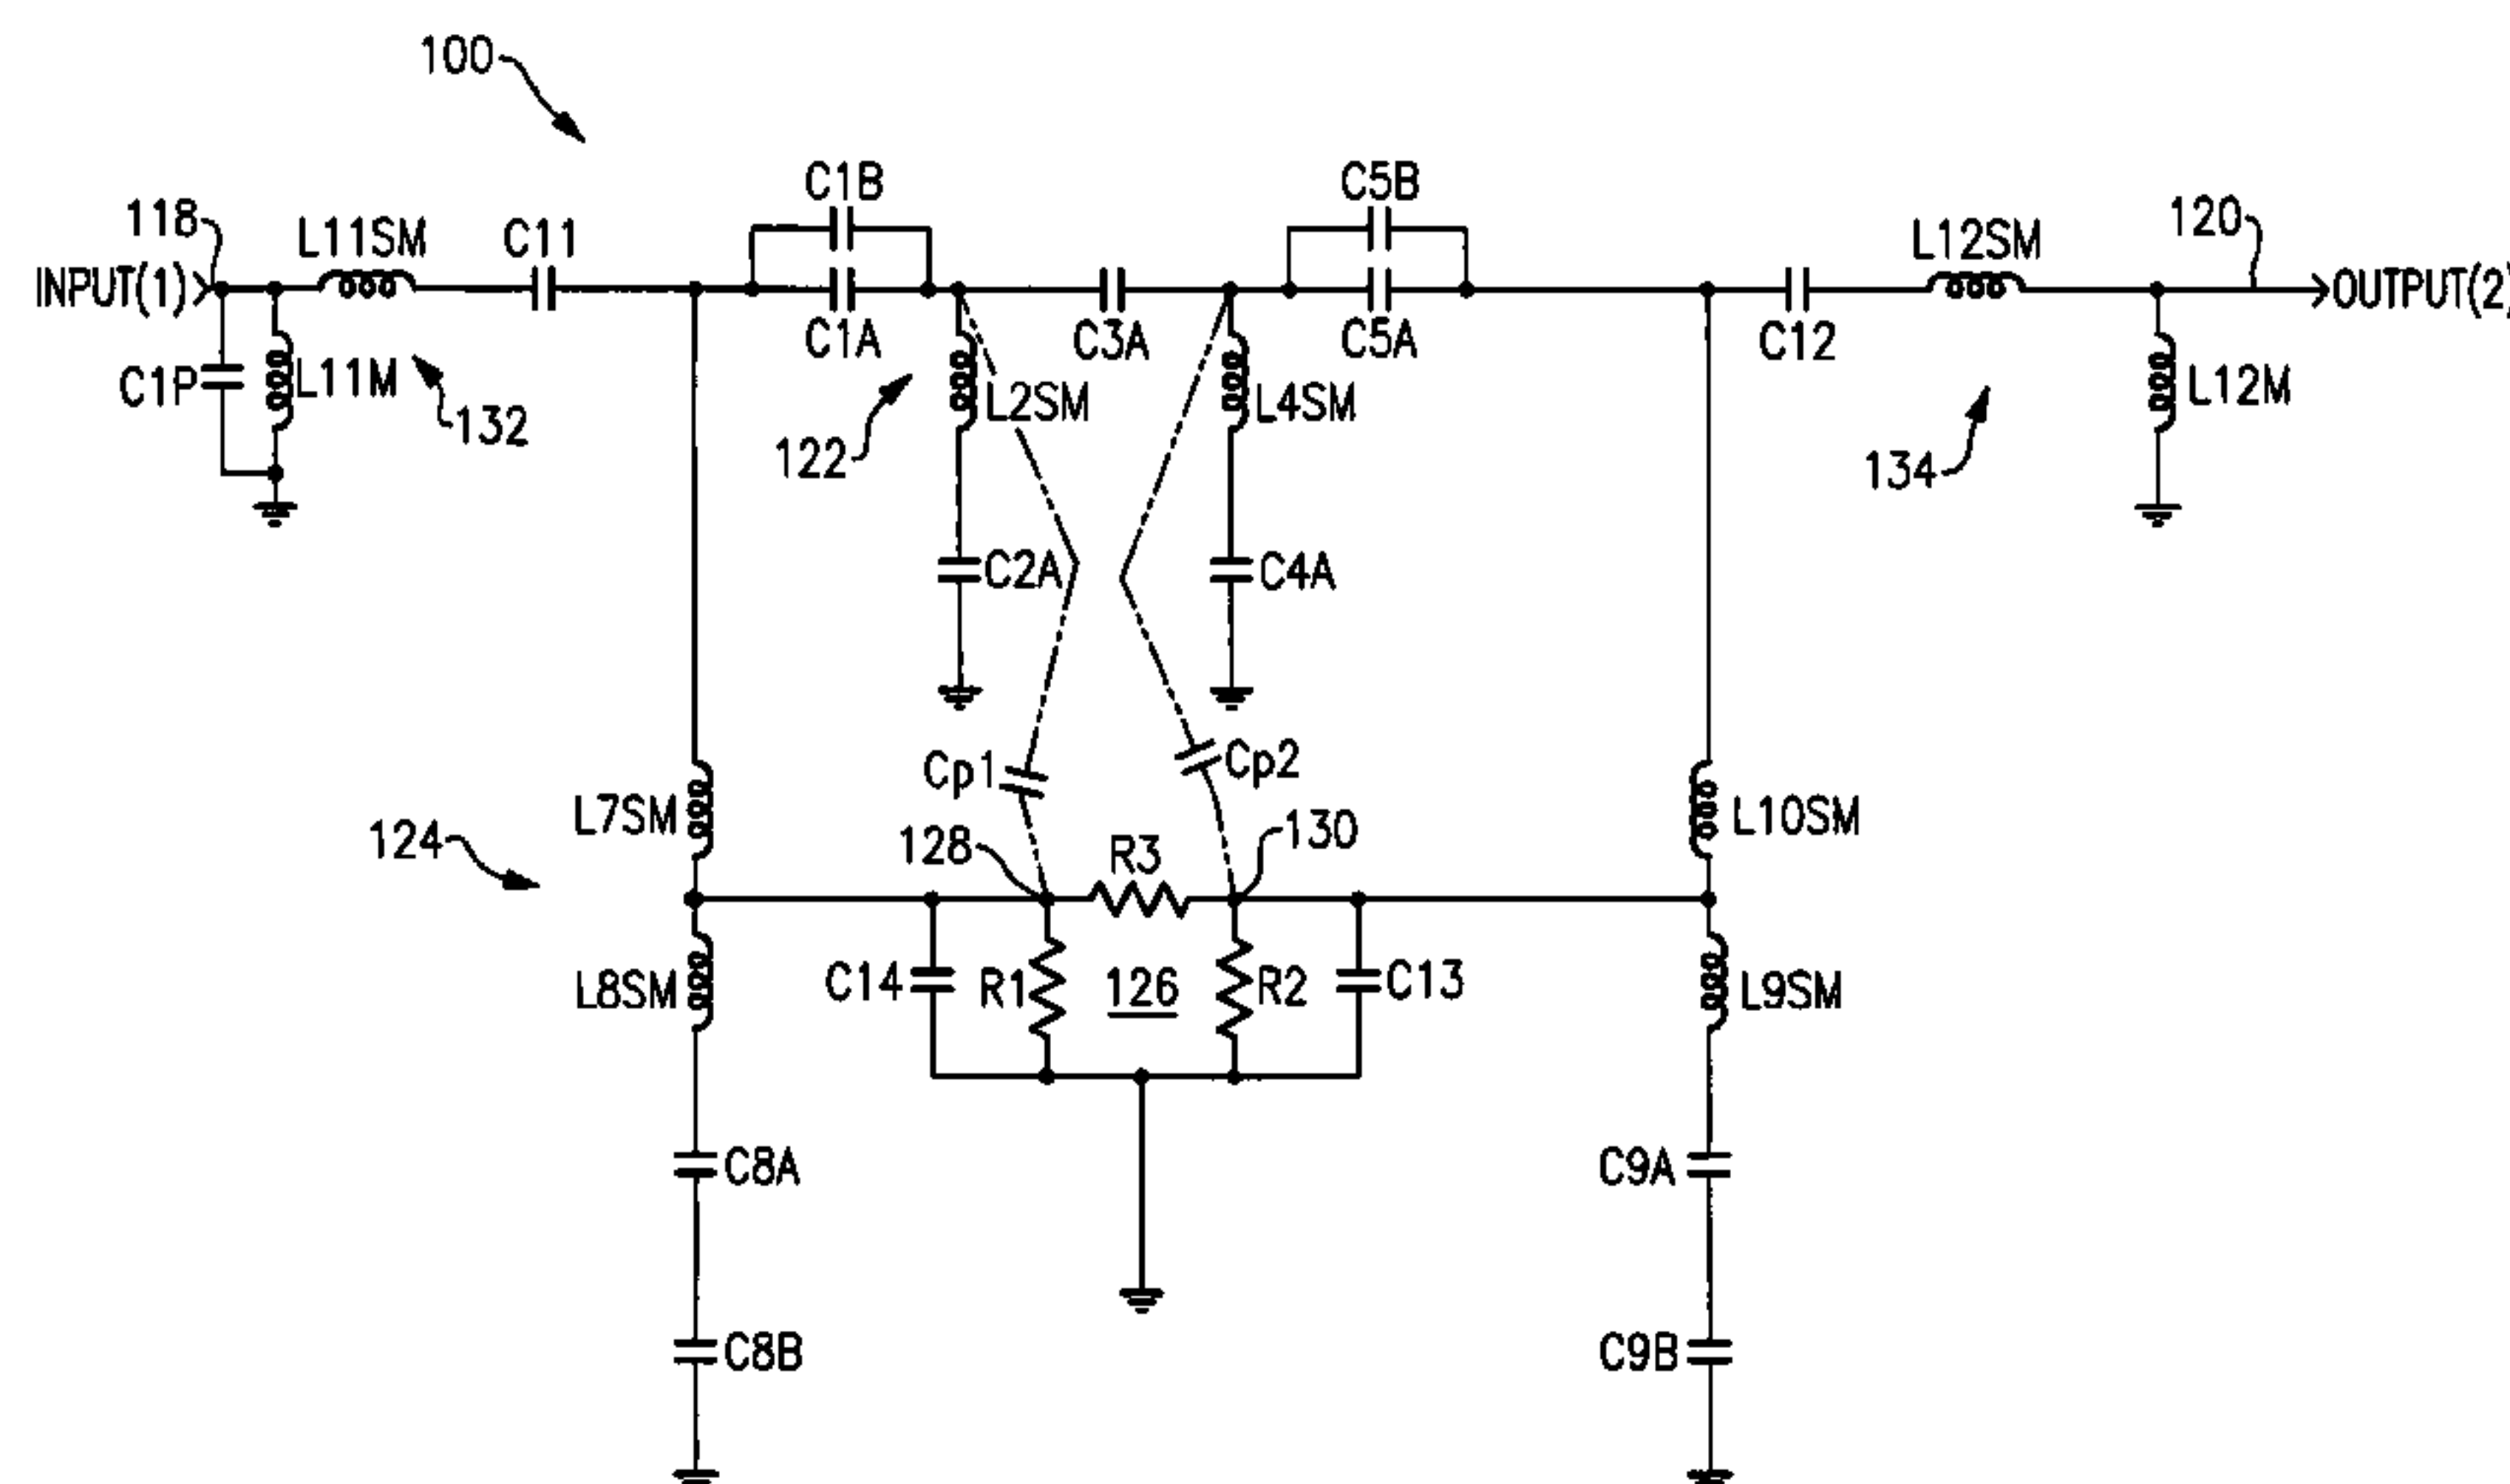 100
C1B
C5B
118
L11SM
C11
L12SM
120
INPUT(1)
OUTPUT(2)
C1A
C3A
C5A
C12
C1P
L11M
132
122
L2SM
L4SM
134
L12M
C2A
C4A
Cp1
Cp2
124
L7SM
128
R3
130
L10SM
L8SM
C14
R1
126
R2
C13
L9SM
C8A
C9A
C8B
C9B